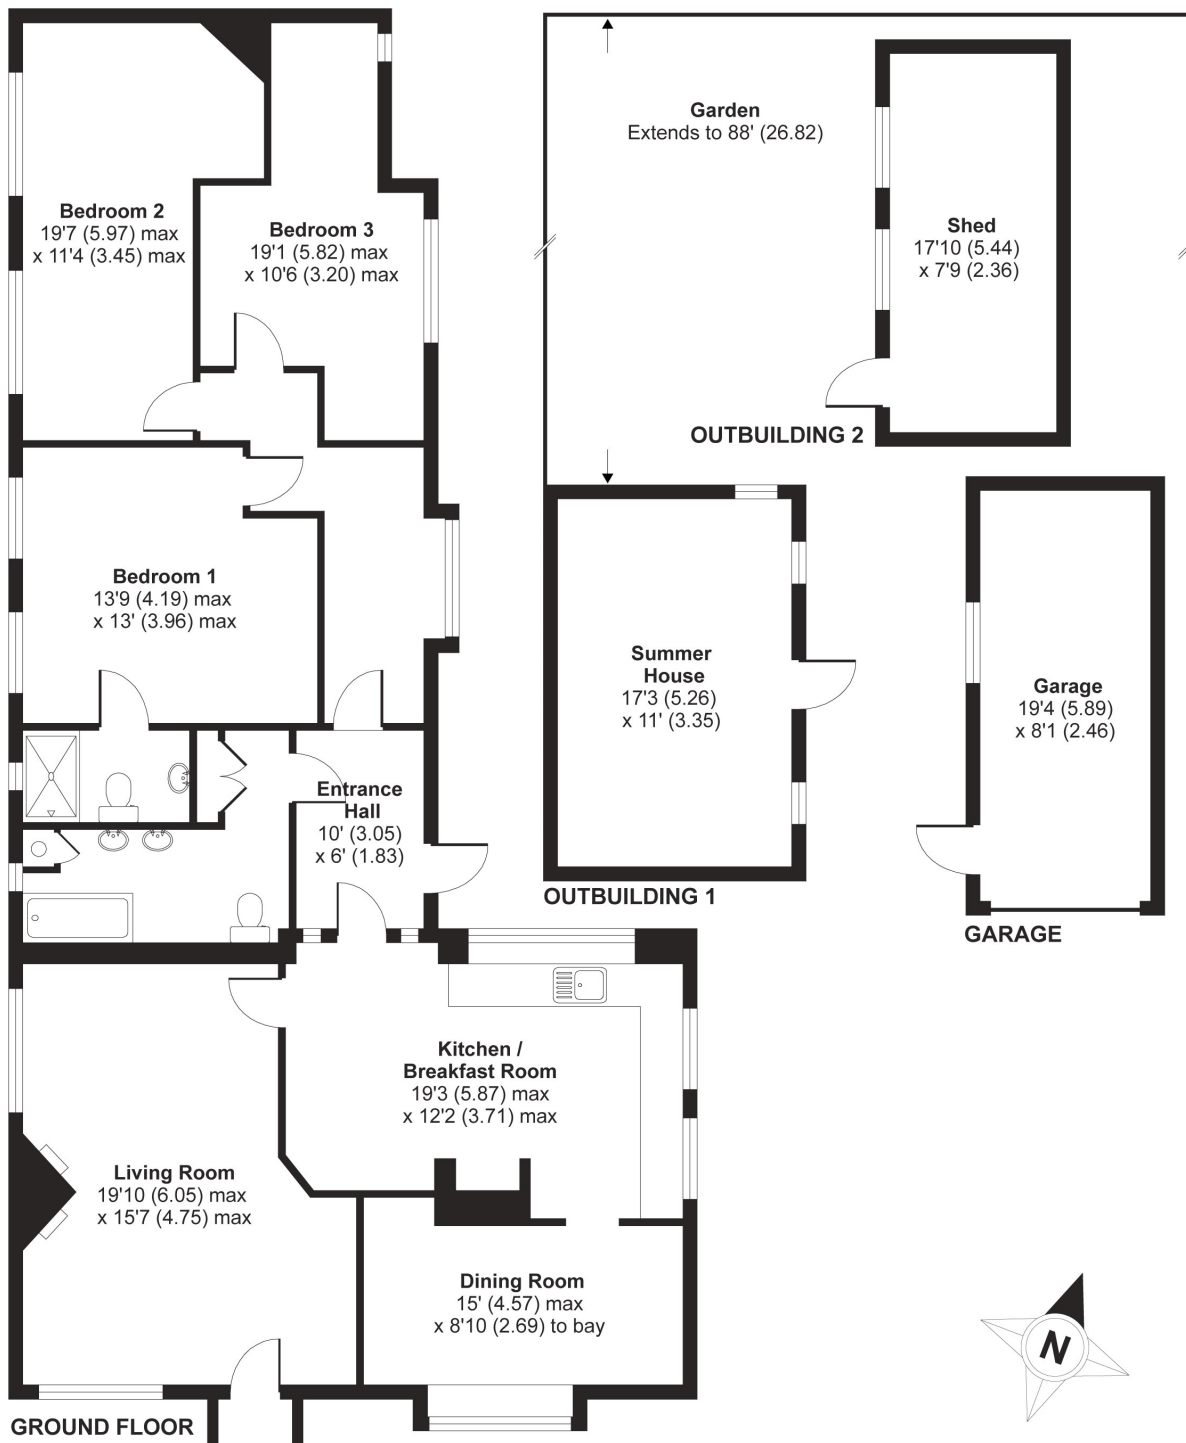 Garden
Extends to 88' (26.82)
Bedroom 2
19'7 (5.97) max
x 11'4 (3.45) max
Bedroom 3
19'1 (5.82) max
x 10'6 (3.20) max
Shed
17'10 (5.44)
x 7'9 (2.36)
OUTBUILDING 2
Bedroom 1
13'9 (4.19) max
x 13' (3.96) max
Summer
House
17'3 (5.26)
x 11' (3.35)
Garage
19'4 (5.89)
x 8'1 (2.46)
Entrance
Hall
10' (3.05)
x 6' (1.83)
OUTBUILDING 1
GARAGE
Kitchen /
Breakfast Room
19'3 (5.87) max
x 12'2 (3.71) max
Living Room
19'10 (6.05) max
x 15'7 (4.75) max
Dining Room
15' (4.57) max
x 8'10 (2.69) to bay
N
GROUND FLOOR